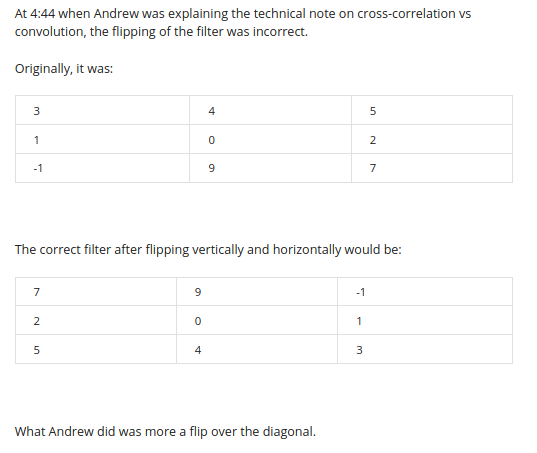 At 4:44 when Andrew was explaining the technical note on cross-correlation vs
convolution, the flipping of the filter was incorrect.
Originally, it was:
3 4 5
1 0 2
-1 9 7
The correct filter after flipping vertically and horizontally would be:
7 9 -1
2 0 1
5 4 3
What Andrew did was more a flip over the diagonal.